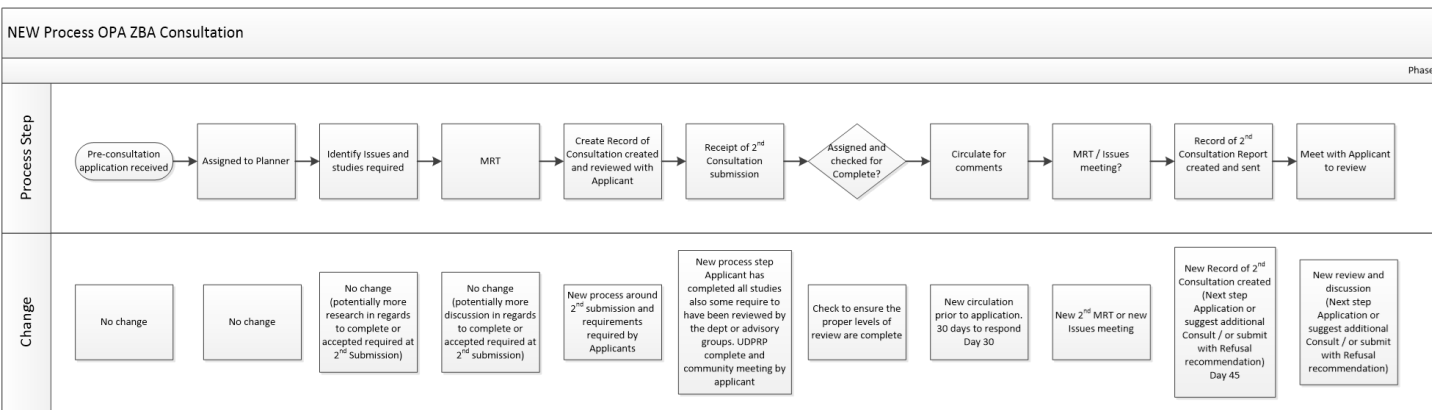 NEW Process OPA ZBA Consultation
Phase
Process Step
Pre-consultation
application received
Assigned to Planner
Identify Issues and
studies required
MRT
Create Record of
Consultation created
and reviewed with
Applicant
Receipt of 2nd
Consultation
submission
Assigned and
checked for
Complete?
Circulate for
comments
MRT / Issues
meeting?
Record of 2nd
Consultation Report
created and sent
Meet with Applicant
to review
Change
No change
No change
No change
(potentially more
research in regards
to complete or
accepted required at
2nd Submission)
No change
(potentially more
discussion in regards
to complete or
accepted required at
2nd submission)
New process around
2nd submission and
requirements
required by
Applicants
New process step
Applicant has
completed all studies
also some require to
have been reviewed by
the dept or advisory
groups. UDPRP
complete and
community meeting by
applicant
Check to ensure the
proper levels of
review are complete
New circulation
prior to application.
30 days to respond
Day 30
New 2nd MRT or new
Issues meeting
New Record of 2nd
Consultation created
(Next step
Application or
suggest additional
Consult / or submit
with Refusal
recommendation)
Day 45
New review and
discussion
(Next step
Application or
suggest additional
Consult / or submit
with Refusal
recommendation)